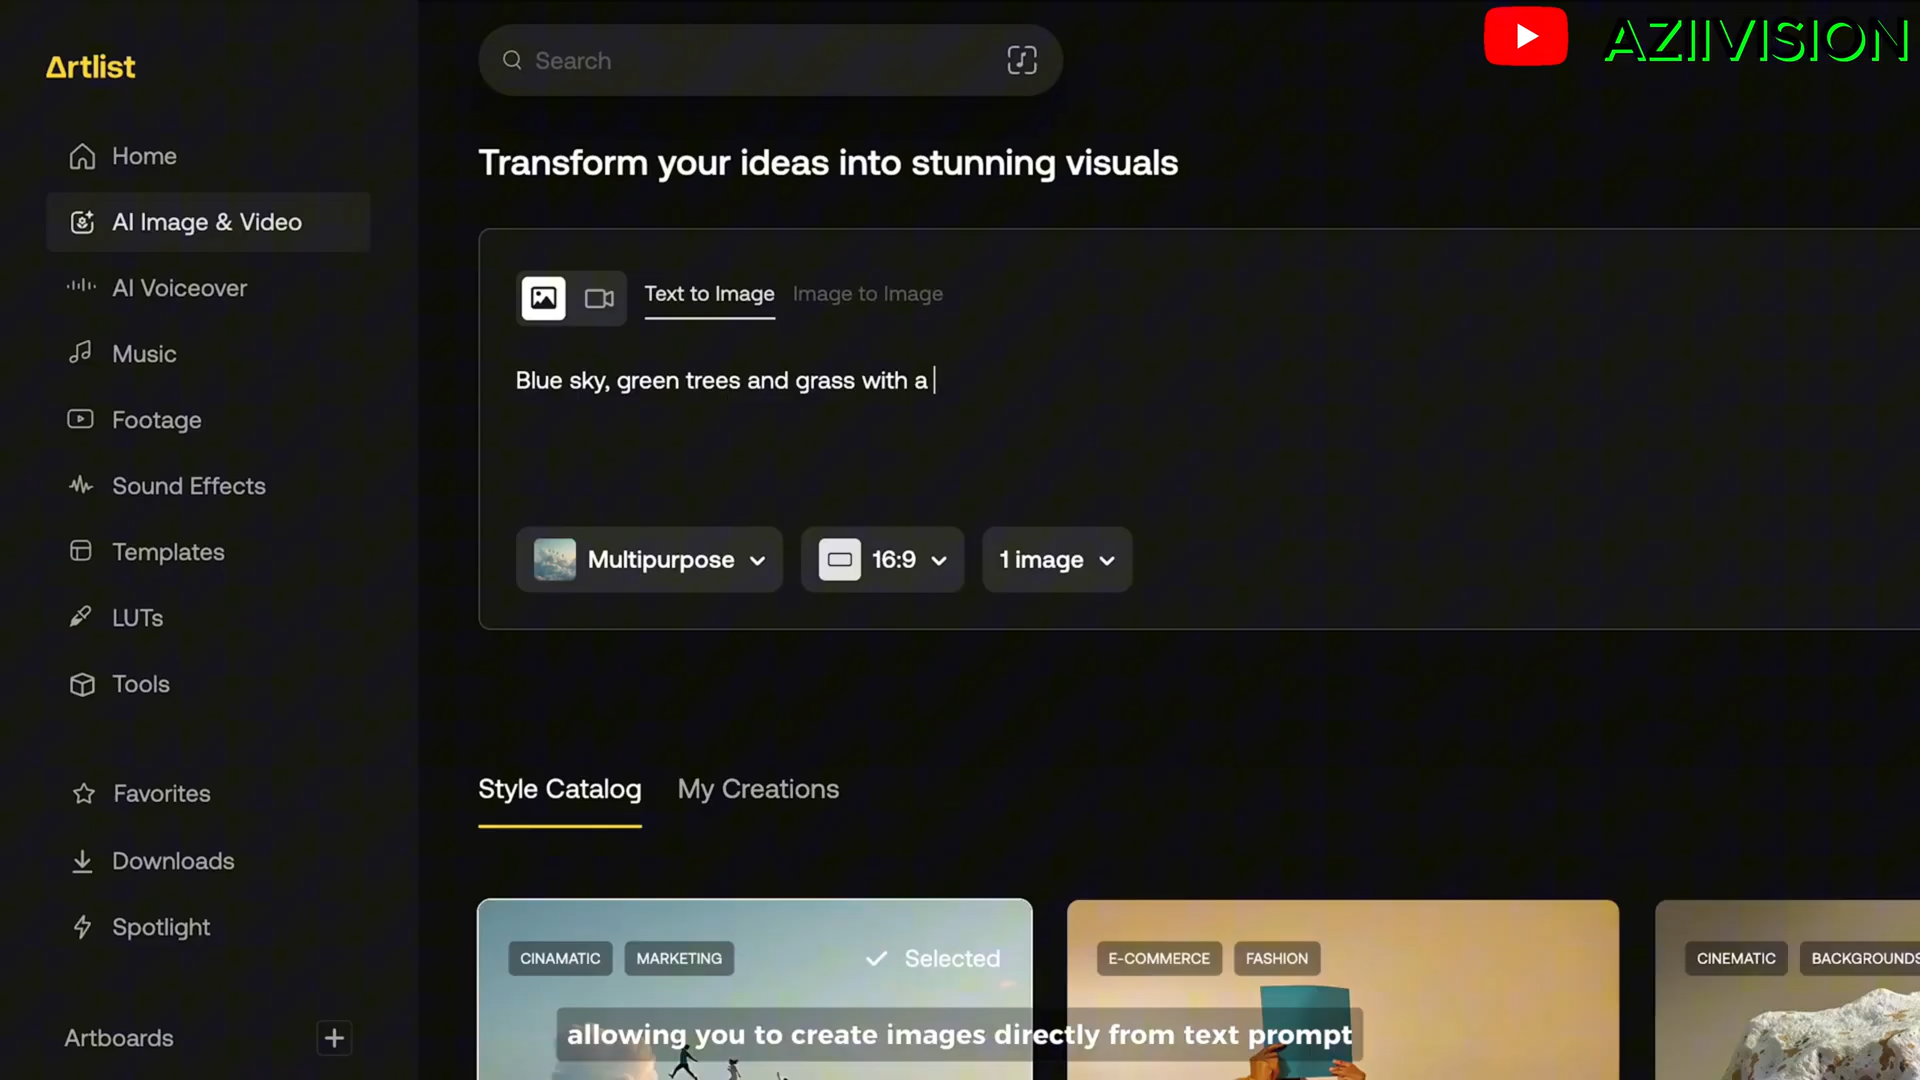 Artlist
Search
AZIIVISION
Home
AI Image & Video
AI Voiceover
Music
Footage
Sound Effects
Templates
LUTs
Tools
Favorites
Downloads
Spotlight
Artboards
Transform your ideas into stunning visuals
Text to Image Image to Image
Blue sky, green trees and grass with a
Multipurpose 16:9 1 image
Style Catalog My Creations
CINAMATIC MARKETING Selected
E-COMMERCE FASHION
CINEMATIC BACKGROUNDS
allowing you to create images directly from text prompt